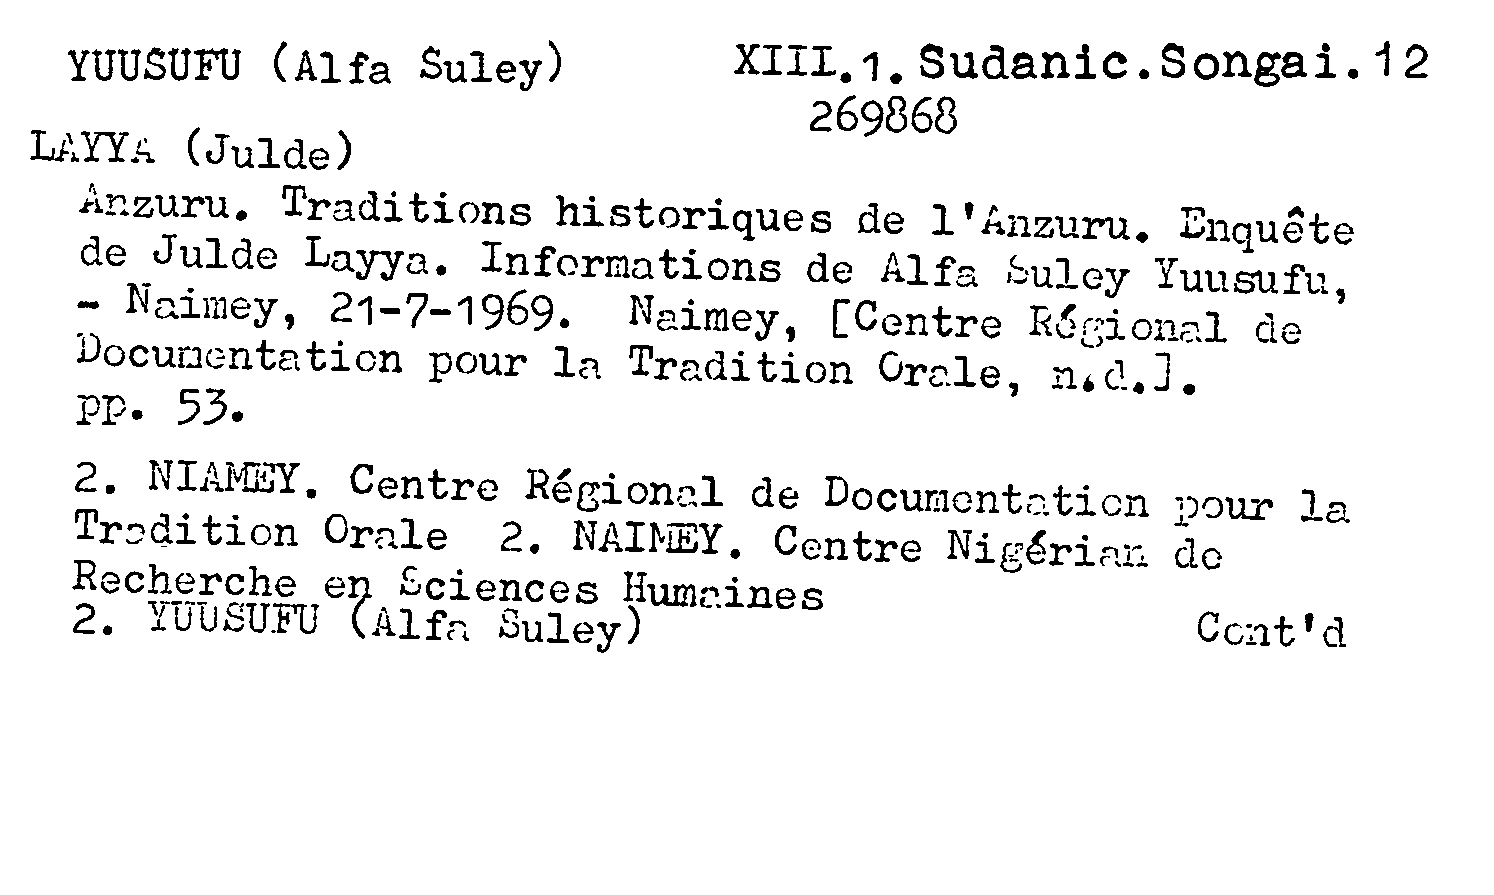 YUUSUFU (Alfa Suley) XIII.1.Sudanic.Songai.12
269868
LAYYA (Julde)
Anzuru. Traditions historiques de l'Anzuru. Enquête
de Julde Layya. Informations de Alfa Suley Yuusufu,
- Naimey, 21-7-1969. Naimey, [Centre Régional de
Documentation pour la Tradition Orale, n.d.].
pp. 53.
2. NIAMEY. Centre Régional de Documentation pour la
Tradition Orale 2. NAIMEY. Centre Nigérian de
Recherche en Sciences Humaines
2. YUUSUFU (Alfa Suley) Cont'd